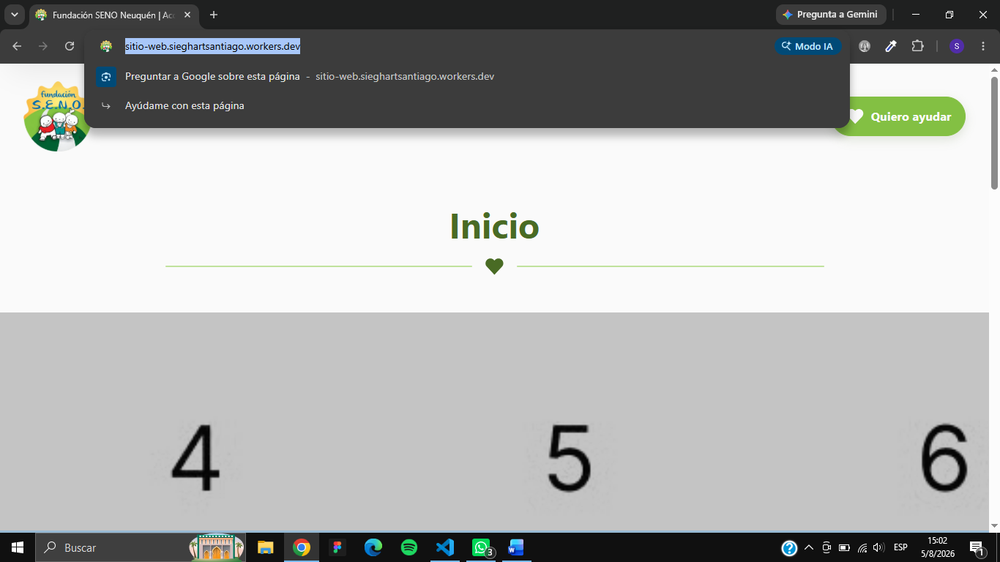 Fundación SENO Neuquén | Ac
Pregunta a Gemini
sitio-web.sieghartsantiago.workers.dev
Modo IA
S
Preguntar a Google sobre esta página - sitio-web.sieghartsantiago.workers.dev
Ayúdame con esta página
fundación
S.E.N.O.
Quiero ayudar
Inicio
4 5 6
Buscar
3
ESP
15:02
5/8/2026
1